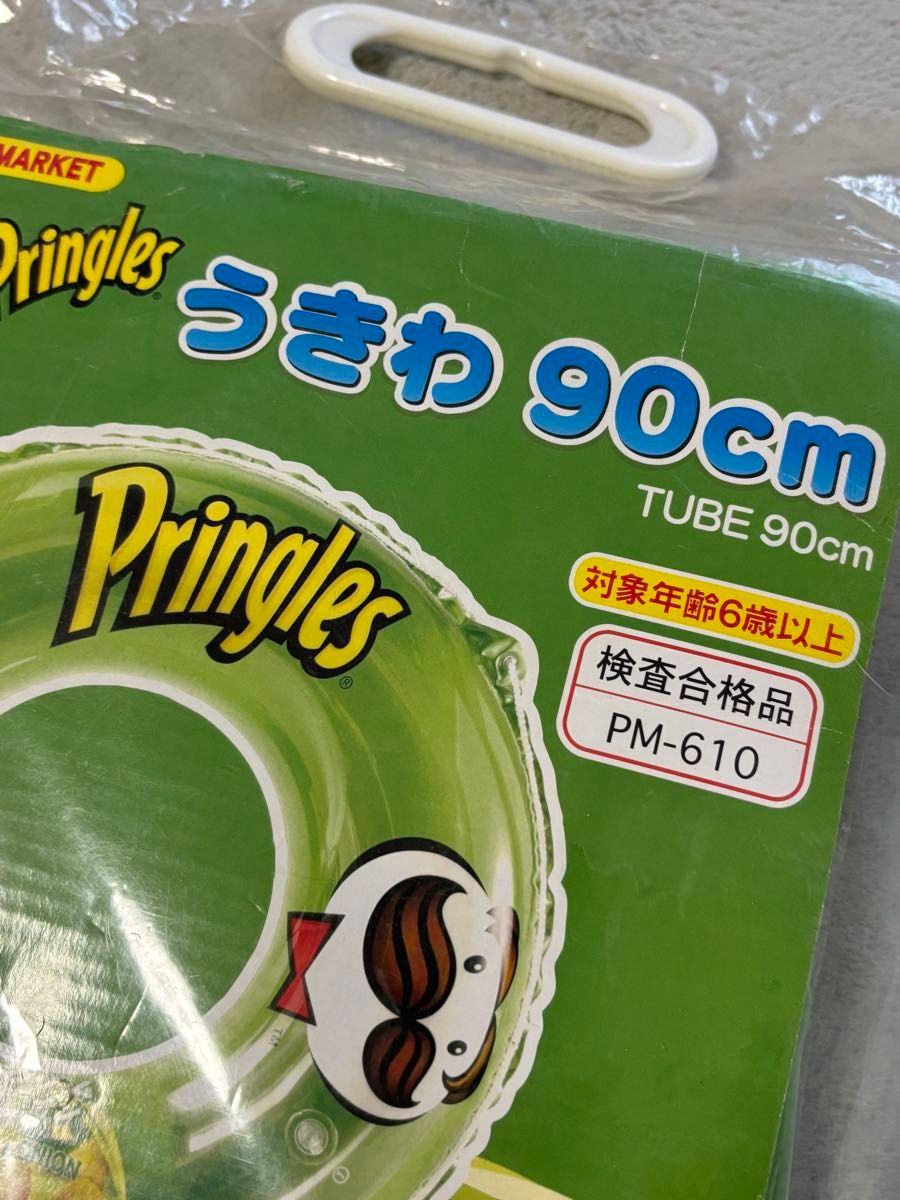 MARKET
Pringles
®
うきわ 90cm
TUBE 90cm
対象年齢6歳以上
検査合格品
PM-610
Pringles
®
TM